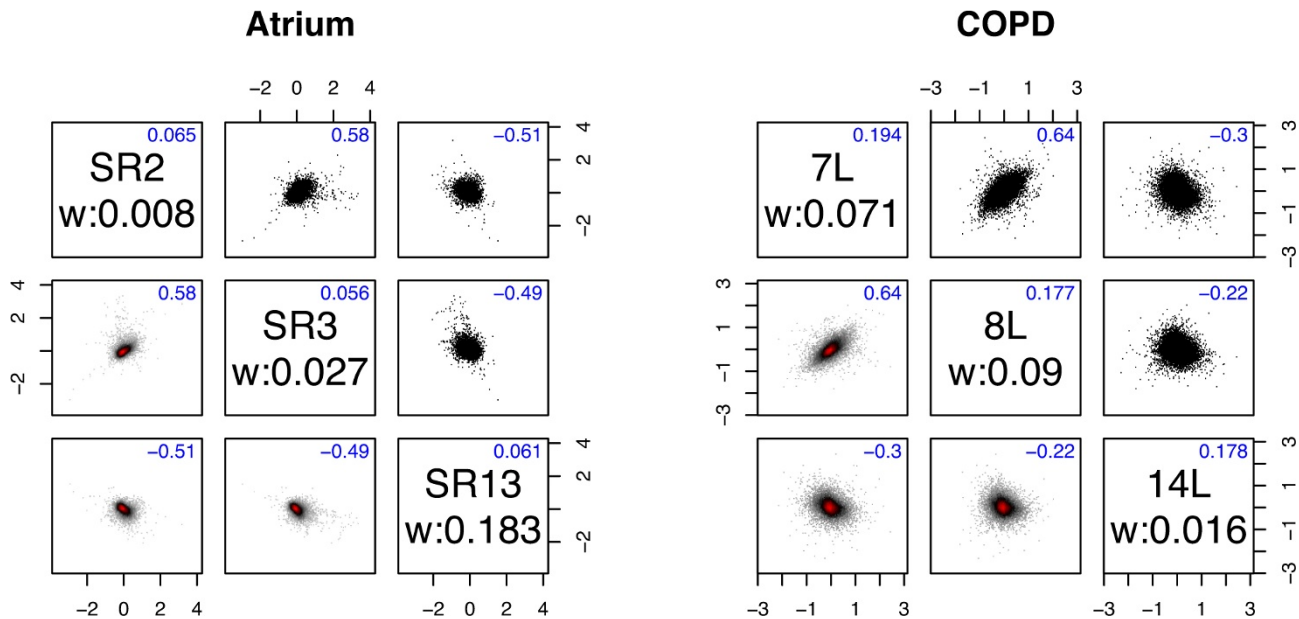 Atrium
COPD
−2 0 2 4
−3 −1 1 3
0.065
SR2
w:0.008
0.58
−0.51
4
2
−2
0.194
7L
w:0.071
0.64
−0.3
3
1
−1
−3
4
2
−2
0.58
0.056
SR3
w:0.027
−0.49
3
1
−1
−3
0.64
0.177
8L
w:0.09
−0.22
−0.51
−0.49
0.061
SR13
w:0.183
4
2
−2
−0.3
−0.22
0.178
14L
w:0.016
3
1
−1
−3
−2 0 2 4
−2 0 2 4
−3 −1 1 3
−3 −1 1 3